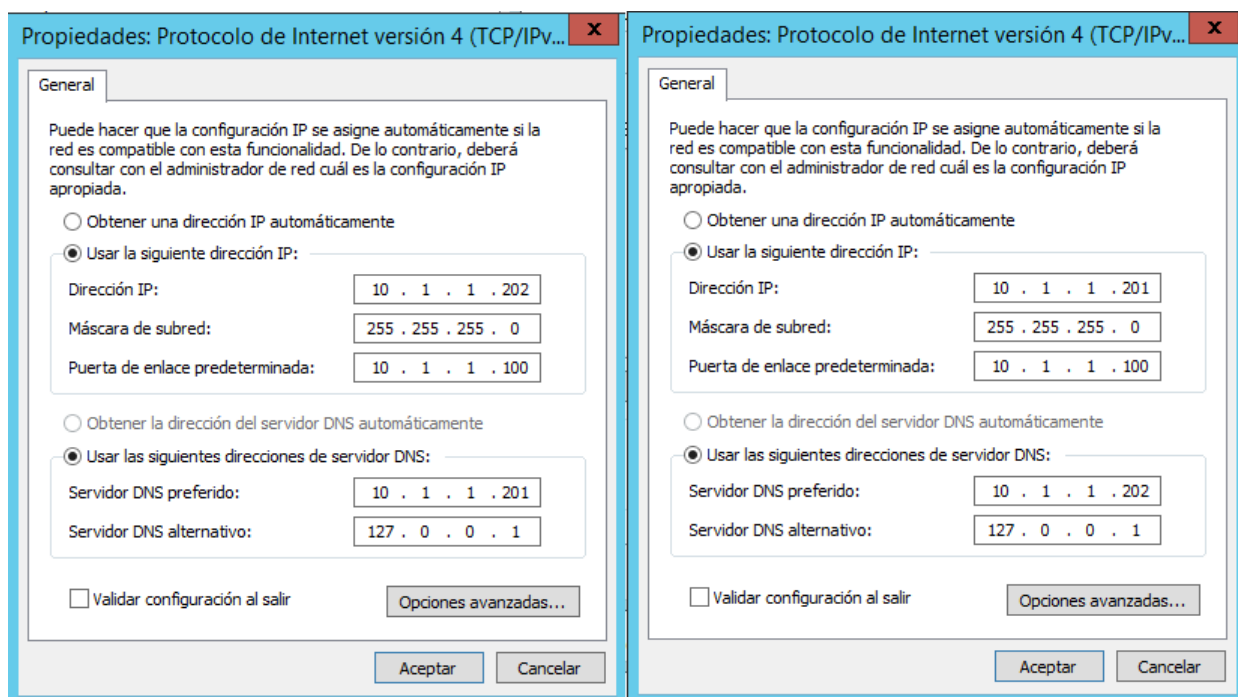 Propiedades: Protocolo de Internet versión 4 (TCP/IPv... x
General
Puede hacer que la configuración IP se asigne automáticamente si la
red es compatible con esta funcionalidad. De lo contrario, deberá
consultar con el administrador de red cuál es la configuración IP
apropiada.
Obtener una dirección IP automáticamente
Usar la siguiente dirección IP:
Dirección IP: 10 . 1 . 1 . 202
Máscara de subred: 255 . 255 . 255 . 0
Puerta de enlace predeterminada: 10 . 1 . 1 . 100
Obtener la dirección del servidor DNS automáticamente
Usar las siguientes direcciones de servidor DNS:
Servidor DNS preferido: 10 . 1 . 1 . 201
Servidor DNS alternativo: 127 . 0 . 0 . 1
Validar configuración al salir Opciones avanzadas...
Aceptar Cancelar
Propiedades: Protocolo de Internet versión 4 (TCP/IPv... x
General
Puede hacer que la configuración IP se asigne automáticamente si la
red es compatible con esta funcionalidad. De lo contrario, deberá
consultar con el administrador de red cuál es la configuración IP
apropiada.
Obtener una dirección IP automáticamente
Usar la siguiente dirección IP:
Dirección IP: 10 . 1 . 1 . 201
Máscara de subred: 255 . 255 . 255 . 0
Puerta de enlace predeterminada: 10 . 1 . 1 . 100
Obtener la dirección del servidor DNS automáticamente
Usar las siguientes direcciones de servidor DNS:
Servidor DNS preferido: 10 . 1 . 1 . 202
Servidor DNS alternativo: 127 . 0 . 0 . 1
Validar configuración al salir Opciones avanzadas...
Aceptar Cancelar